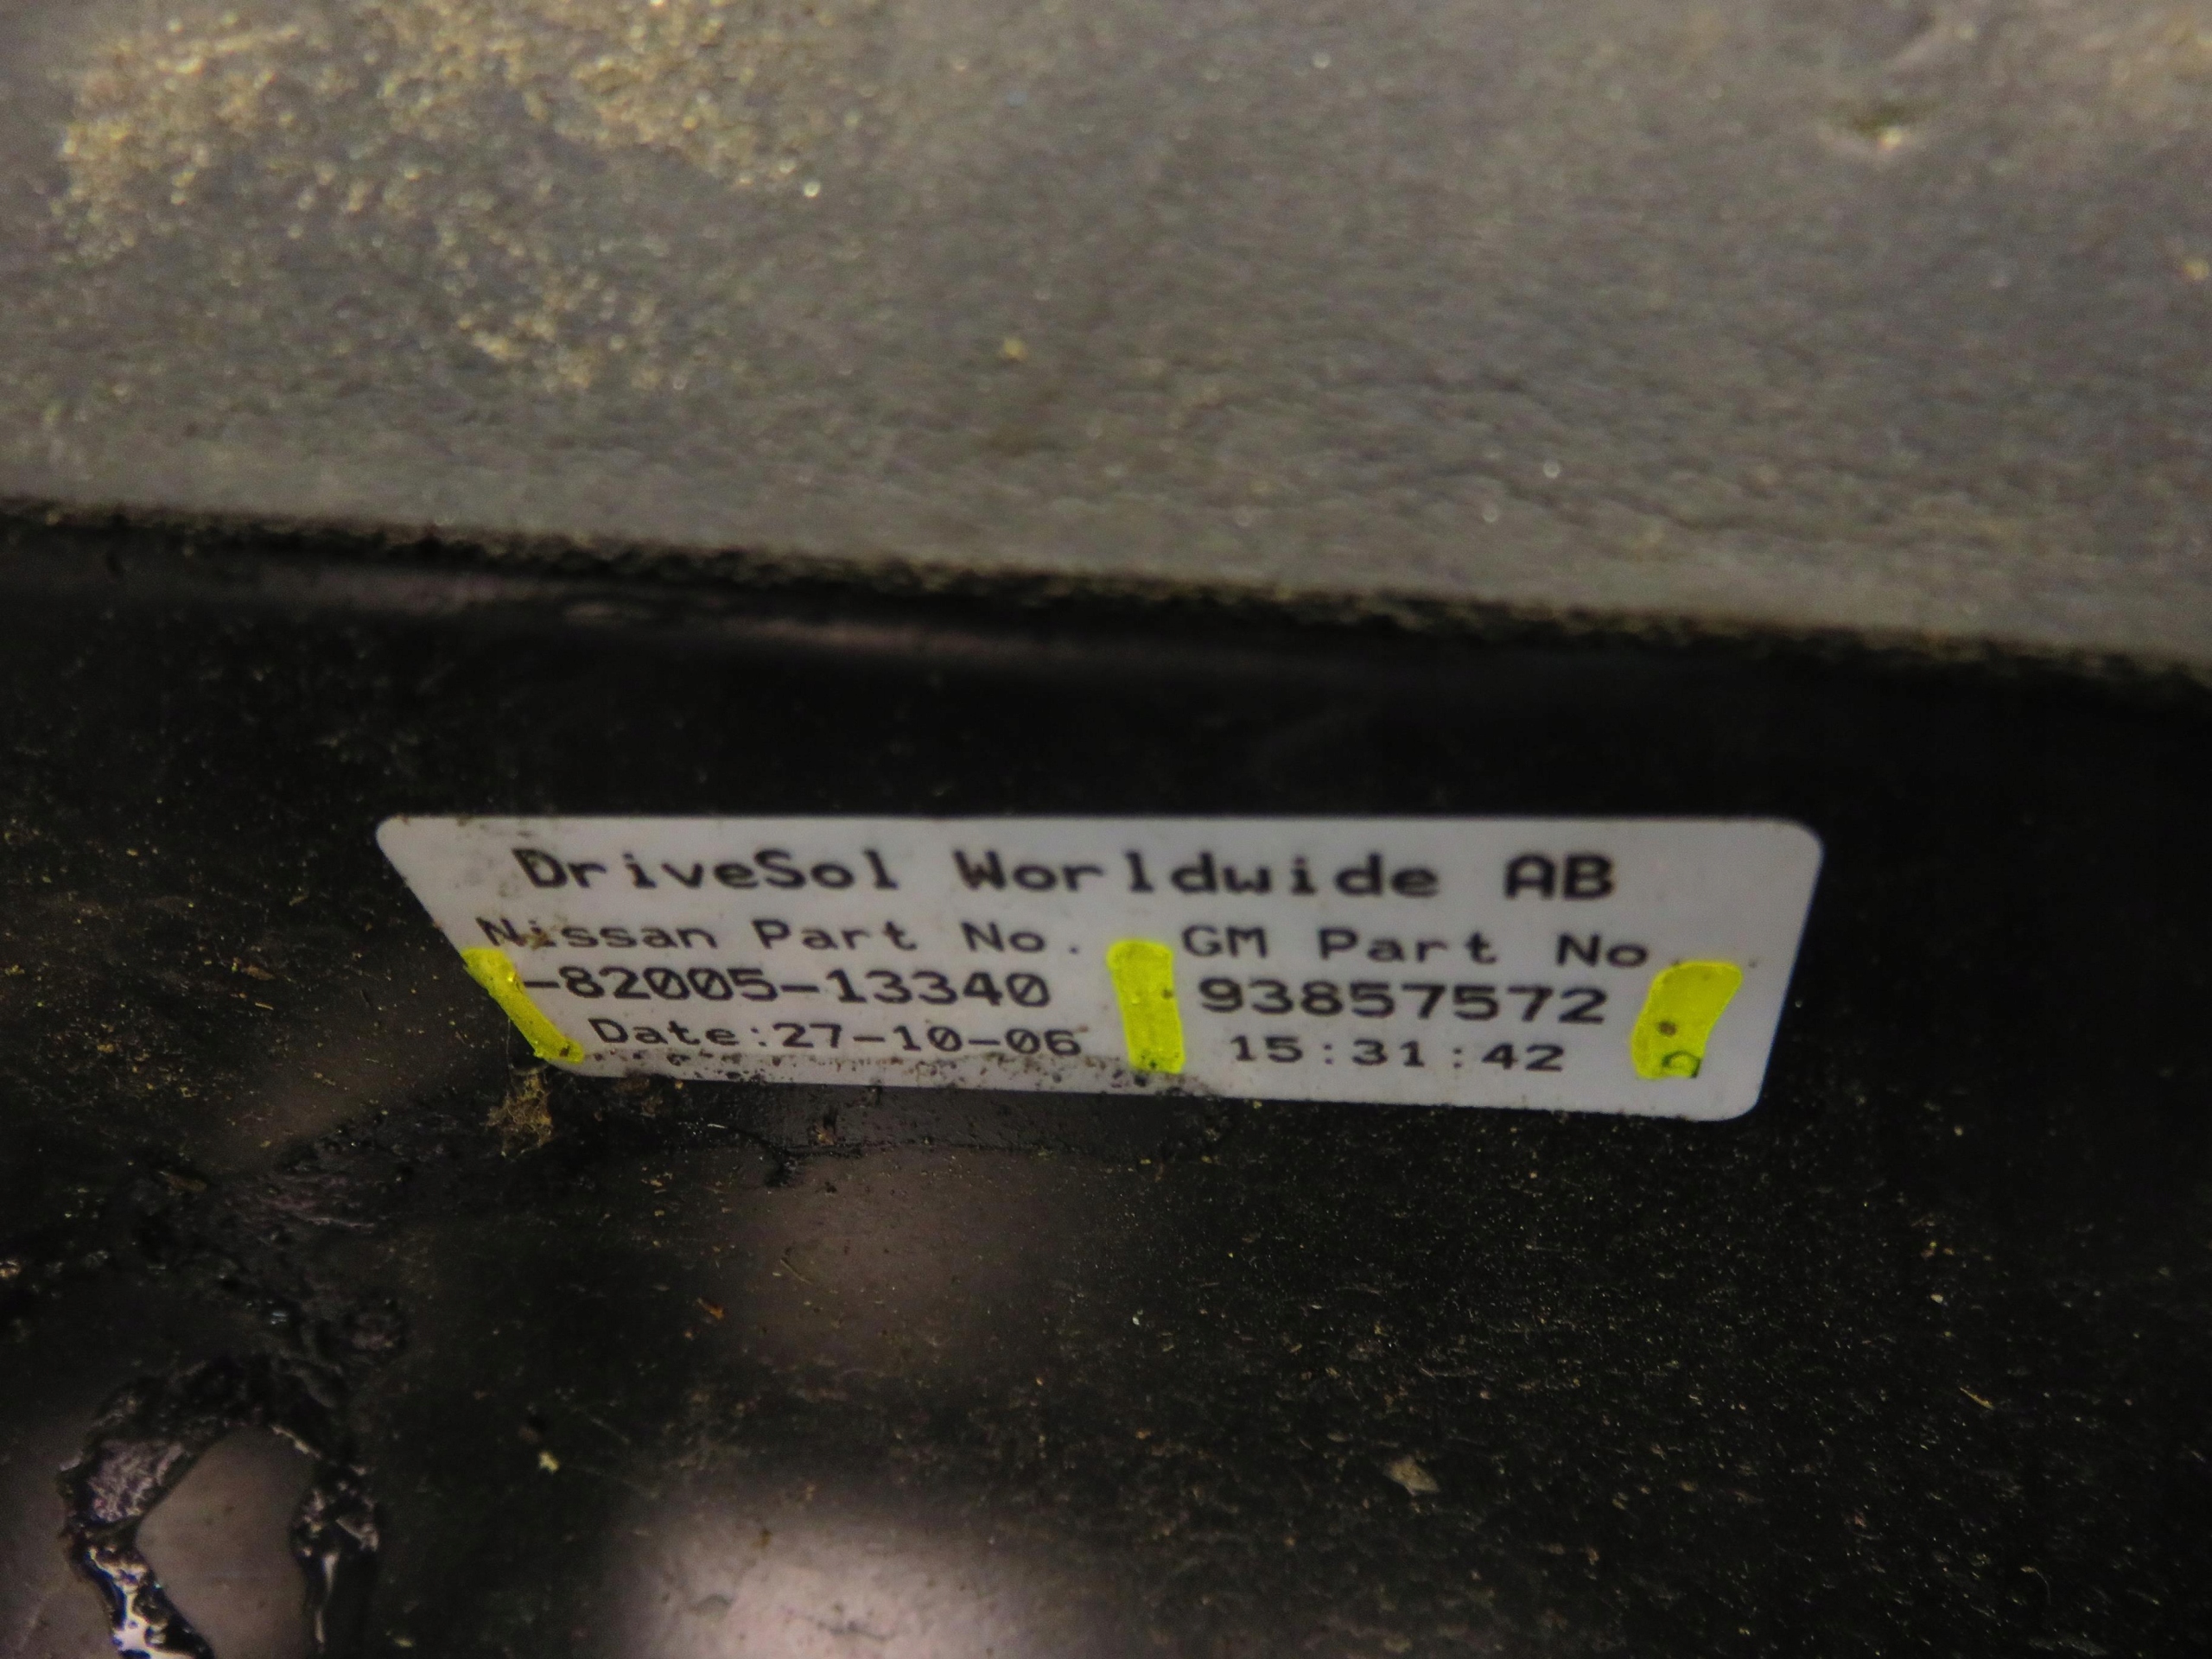 DriveSol Worldwide AB
Nissan Part No. GM Part No
-82005-13340 93857572
Date:27-10-06 15:31:42